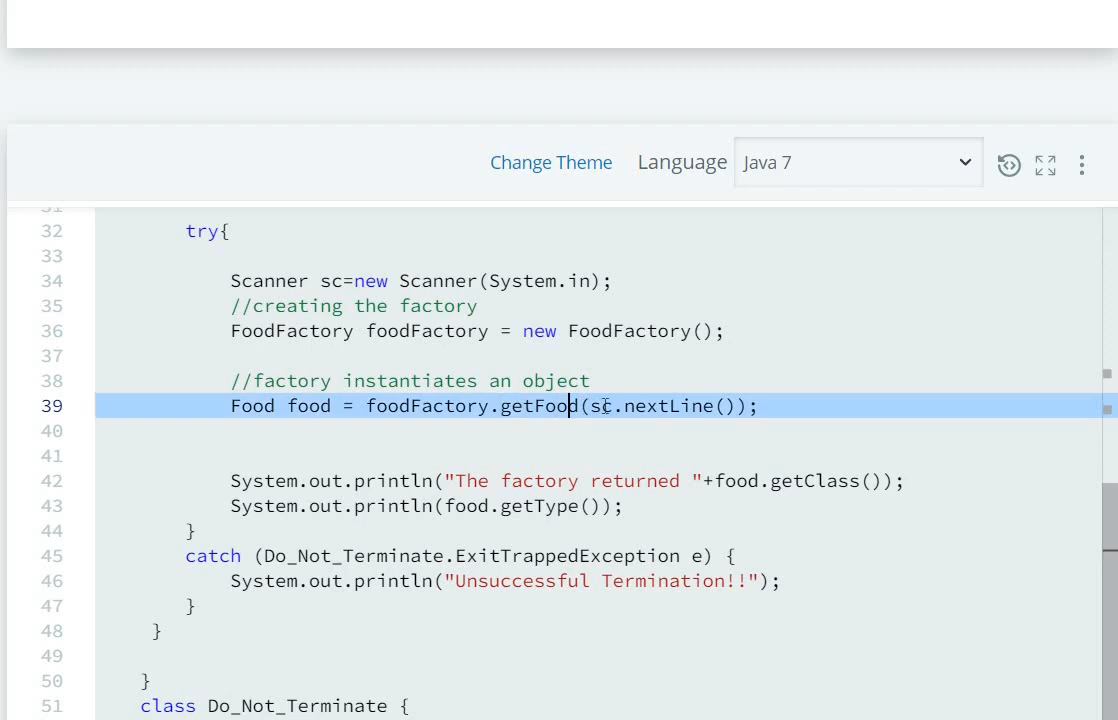 Change Theme Language Java 7
31
32 try{
33
34 Scanner sc=new Scanner(System.in);
35 //creating the factory
36 FoodFactory foodFactory = new FoodFactory();
37
38 //factory instantiates an object
39 Food food = foodFactory.getFood(sc.nextLine());
40
41
42 System.out.println("The factory returned "+food.getClass());
43 System.out.println(food.getType());
44 }
45 catch (Do_Not_Terminate.ExitTrappedException e) {
46 System.out.println("Unsuccessful Termination!!");
47 }
48 }
49
50 }
51 class Do_Not_Terminate {